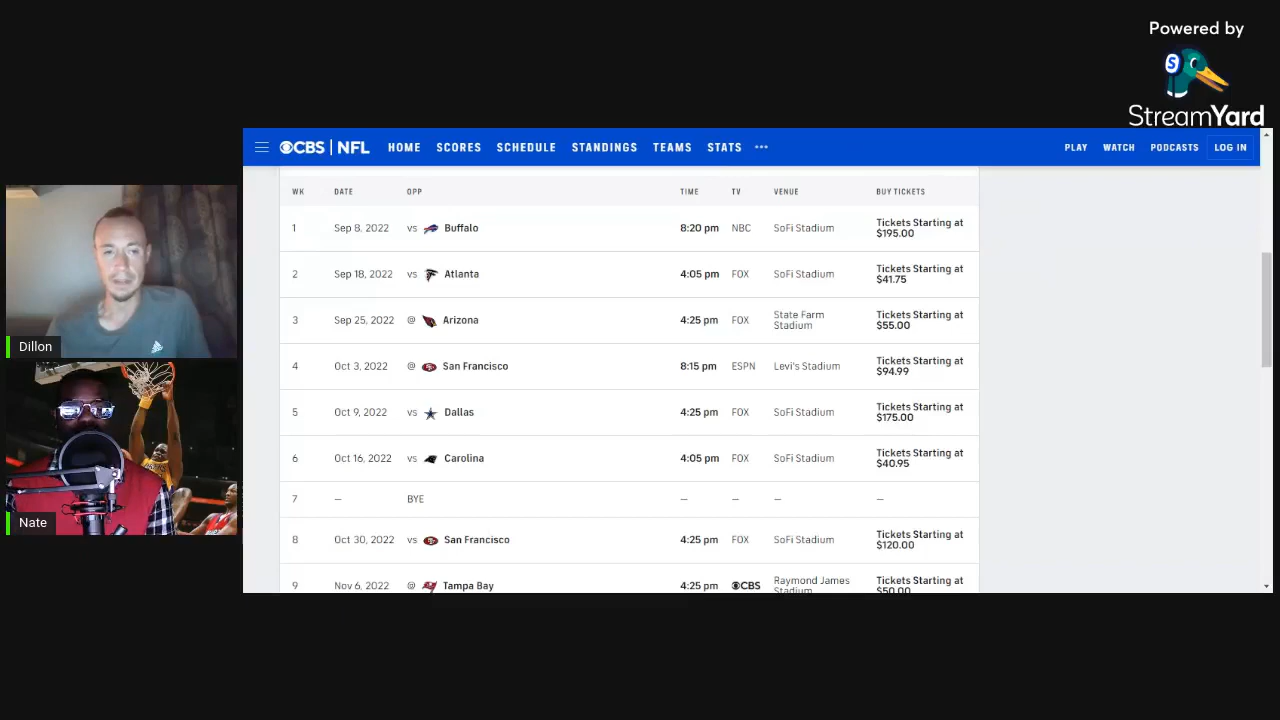 Powered by
S
StreamYard
CBS NFL HOME SCORES SCHEDULE STANDINGS TEAMS STATS ••• PLAY WATCH PODCASTS LOG IN
WK DATE OPP TIME TV VENUE BUY TICKETS
1 Sep 8, 2022 vs Buffalo 8:20 pm NBC SoFi Stadium Tickets Starting at
$195.00
2 Sep 18, 2022 vs Atlanta 4:05 pm FOX SoFi Stadium Tickets Starting at
$41.75
3 Sep 25, 2022 @ Arizona 4:25 pm FOX State Farm Tickets Starting at
Stadium $55.00
4 Oct 3, 2022 @ San Francisco 8:15 pm ESPN Levi's Stadium Tickets Starting at
$94.99
5 Oct 9, 2022 vs Dallas 4:25 pm FOX SoFi Stadium Tickets Starting at
$175.00
6 Oct 16, 2022 vs Carolina 4:05 pm FOX SoFi Stadium Tickets Starting at
$40.95
7 — BYE — — — —
8 Oct 30, 2022 vs San Francisco 4:25 pm FOX SoFi Stadium Tickets Starting at
$120.00
9 Nov 6, 2022 @ Tampa Bay 4:25 pm CBS Raymond James Tickets Starting at
Stadium $50.00
Dillon
Nate